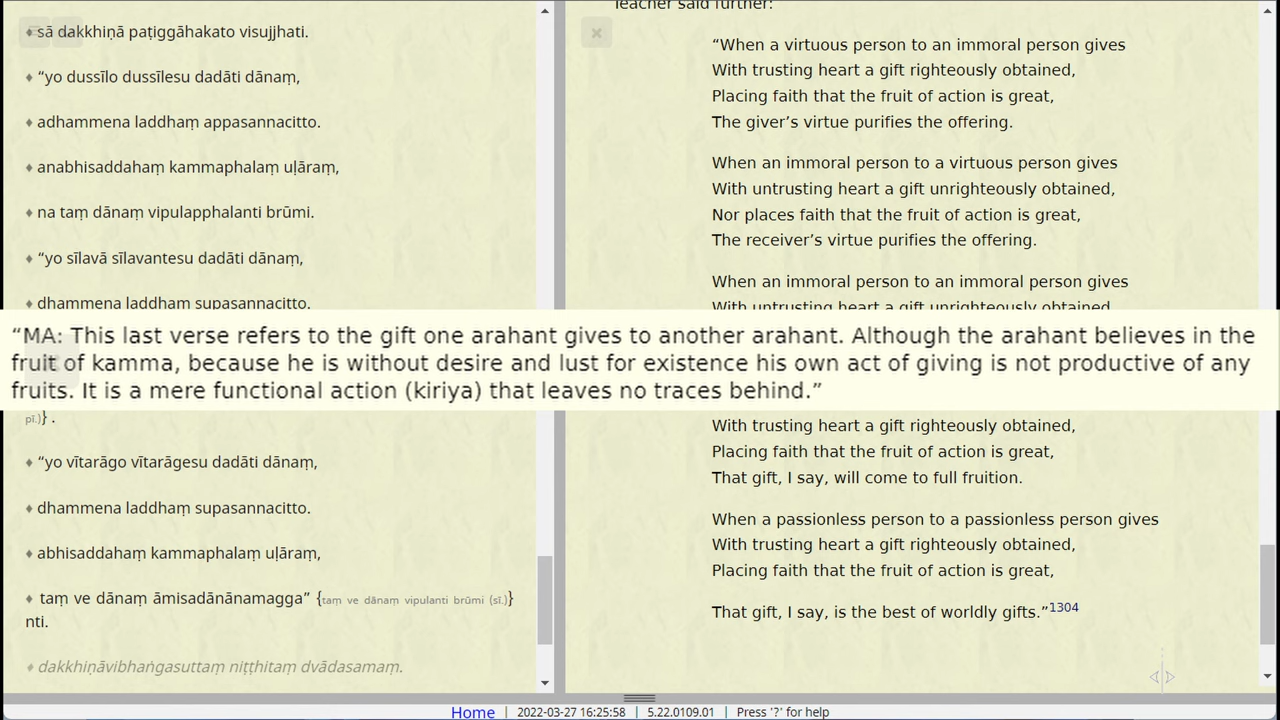 ♦ sā dakkhiṇā paṭiggāhakato visujjhati.
♦ “yo dussīlo dussīlesu dadāti dānaṃ,
♦ adhammena laddhaṃ appasannacitto.
♦ anabhisaddahaṃ kammaphalaṃ uḷāraṃ,
♦ na taṃ dānaṃ vipulapphalanti brūmi.
♦ “yo sīlavā sīlavantesu dadāti dānaṃ,
♦ dhammena laddhaṃ supasannacitto.
Teacher said further:
“When a virtuous person to an immoral person gives
With trusting heart a gift righteously obtained,
Placing faith that the fruit of action is great,
The giver’s virtue purifies the offering.
When an immoral person to a virtuous person gives
With untrusting heart a gift unrighteously obtained,
Nor places faith that the fruit of action is great,
The receiver’s virtue purifies the offering.
When an immoral person to an immoral person gives
With untrusting heart a gift unrighteously obtained
“MA: This last verse refers to the gift one arahant gives to another arahant. Although the arahant believes in the
fruit of kamma, because he is without desire and lust for existence his own act of giving is not productive of any
fruits. It is a mere functional action (kiriya) that leaves no traces behind.”
pī.)} .
♦ “yo vītarāgo vītarāgesu dadāti dānaṃ,
♦ dhammena laddhaṃ supasannacitto.
♦ abhisaddahaṃ kammaphalaṃ uḷāraṃ,
♦ taṃ ve dānaṃ āmisadānānamagga” {taṃ ve dānaṃ vipulanti brūmi (sī.)}
nti.
♦ dakkhiṇāvibhaṅgasuttaṃ niṭṭhitaṃ dvādasamaṃ.
With trusting heart a gift righteously obtained,
Placing faith that the fruit of action is great,
That gift, I say, will come to full fruition.
When a passionless person to a passionless person gives
With trusting heart a gift righteously obtained,
Placing faith that the fruit of action is great,
That gift, I say, is the best of worldly gifts.”1304
Home | 2022-03-27 16:25:58 | 5.22.0109.01 | Press '?' for help